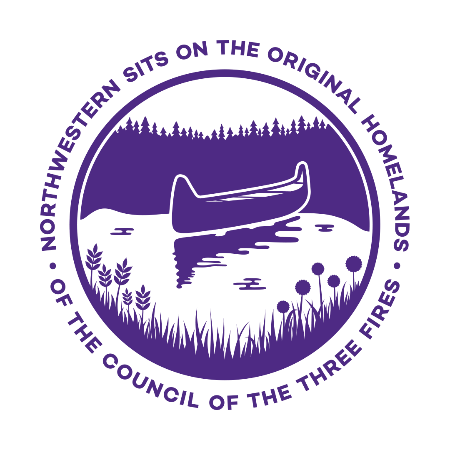 NORTHWESTERN SITS ON THE ORIGINAL HOMELANDS
• OF THE COUNCIL OF THE THREE FIRES •